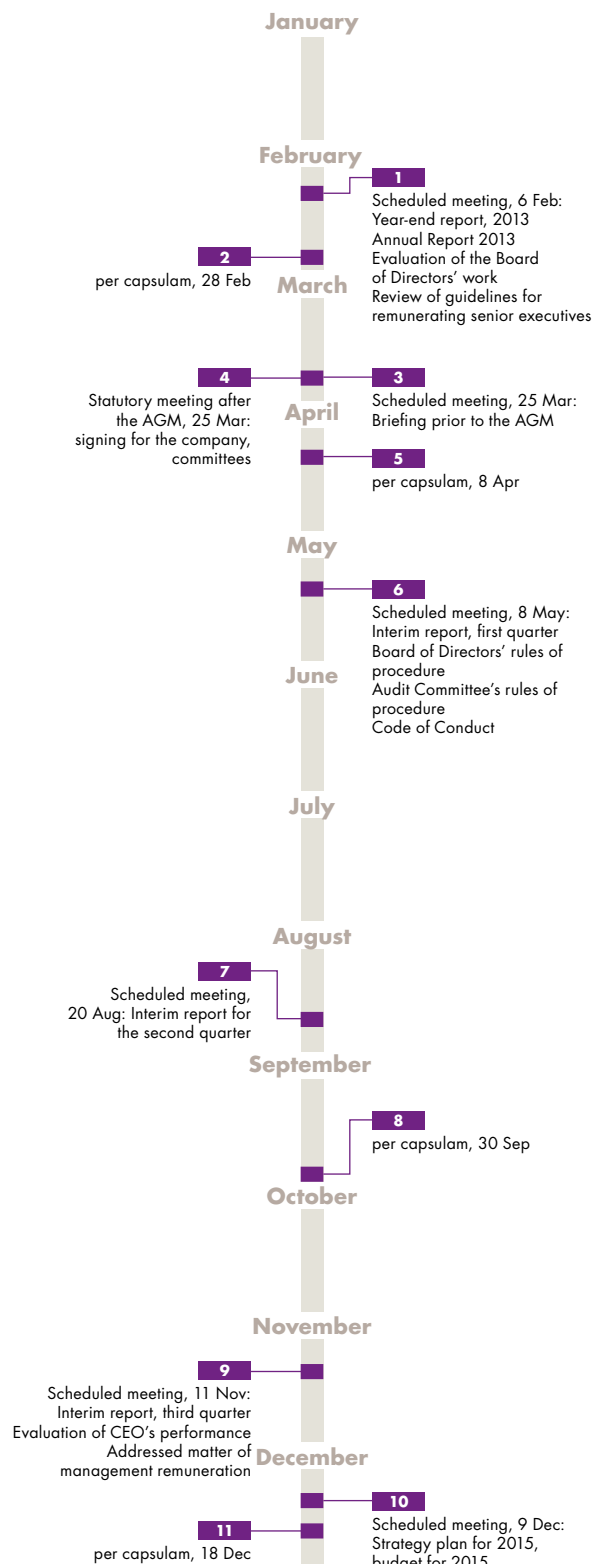 January
February
1
Scheduled meeting, 6 Feb:
Year-end report, 2013
Annual Report 2013
Evaluation of the Board
of Directors' work
Review of guidelines for
remunerating senior executives
2
per capsulam, 28 Feb
March
4
Statutory meeting after
the AGM, 25 Mar:
signing for the company,
committees
3
Scheduled meeting, 25 Mar:
Briefing prior to the AGM
April
5
per capsulam, 8 Apr
May
6
Scheduled meeting, 8 May:
Interim report, first quarter
Board of Directors' rules of
procedure
Audit Committee's rules of
procedure
Code of Conduct
June
July
August
7
Scheduled meeting,
20 Aug: Interim report for
the second quarter
September
8
per capsulam, 30 Sep
October
November
9
Scheduled meeting, 11 Nov:
Interim report, third quarter
Evaluation of CEO's performance
Addressed matter of
management remuneration
December
10
Scheduled meeting, 9 Dec:
Strategy plan for 2015,
budget for 2015
11
per capsulam, 18 Dec